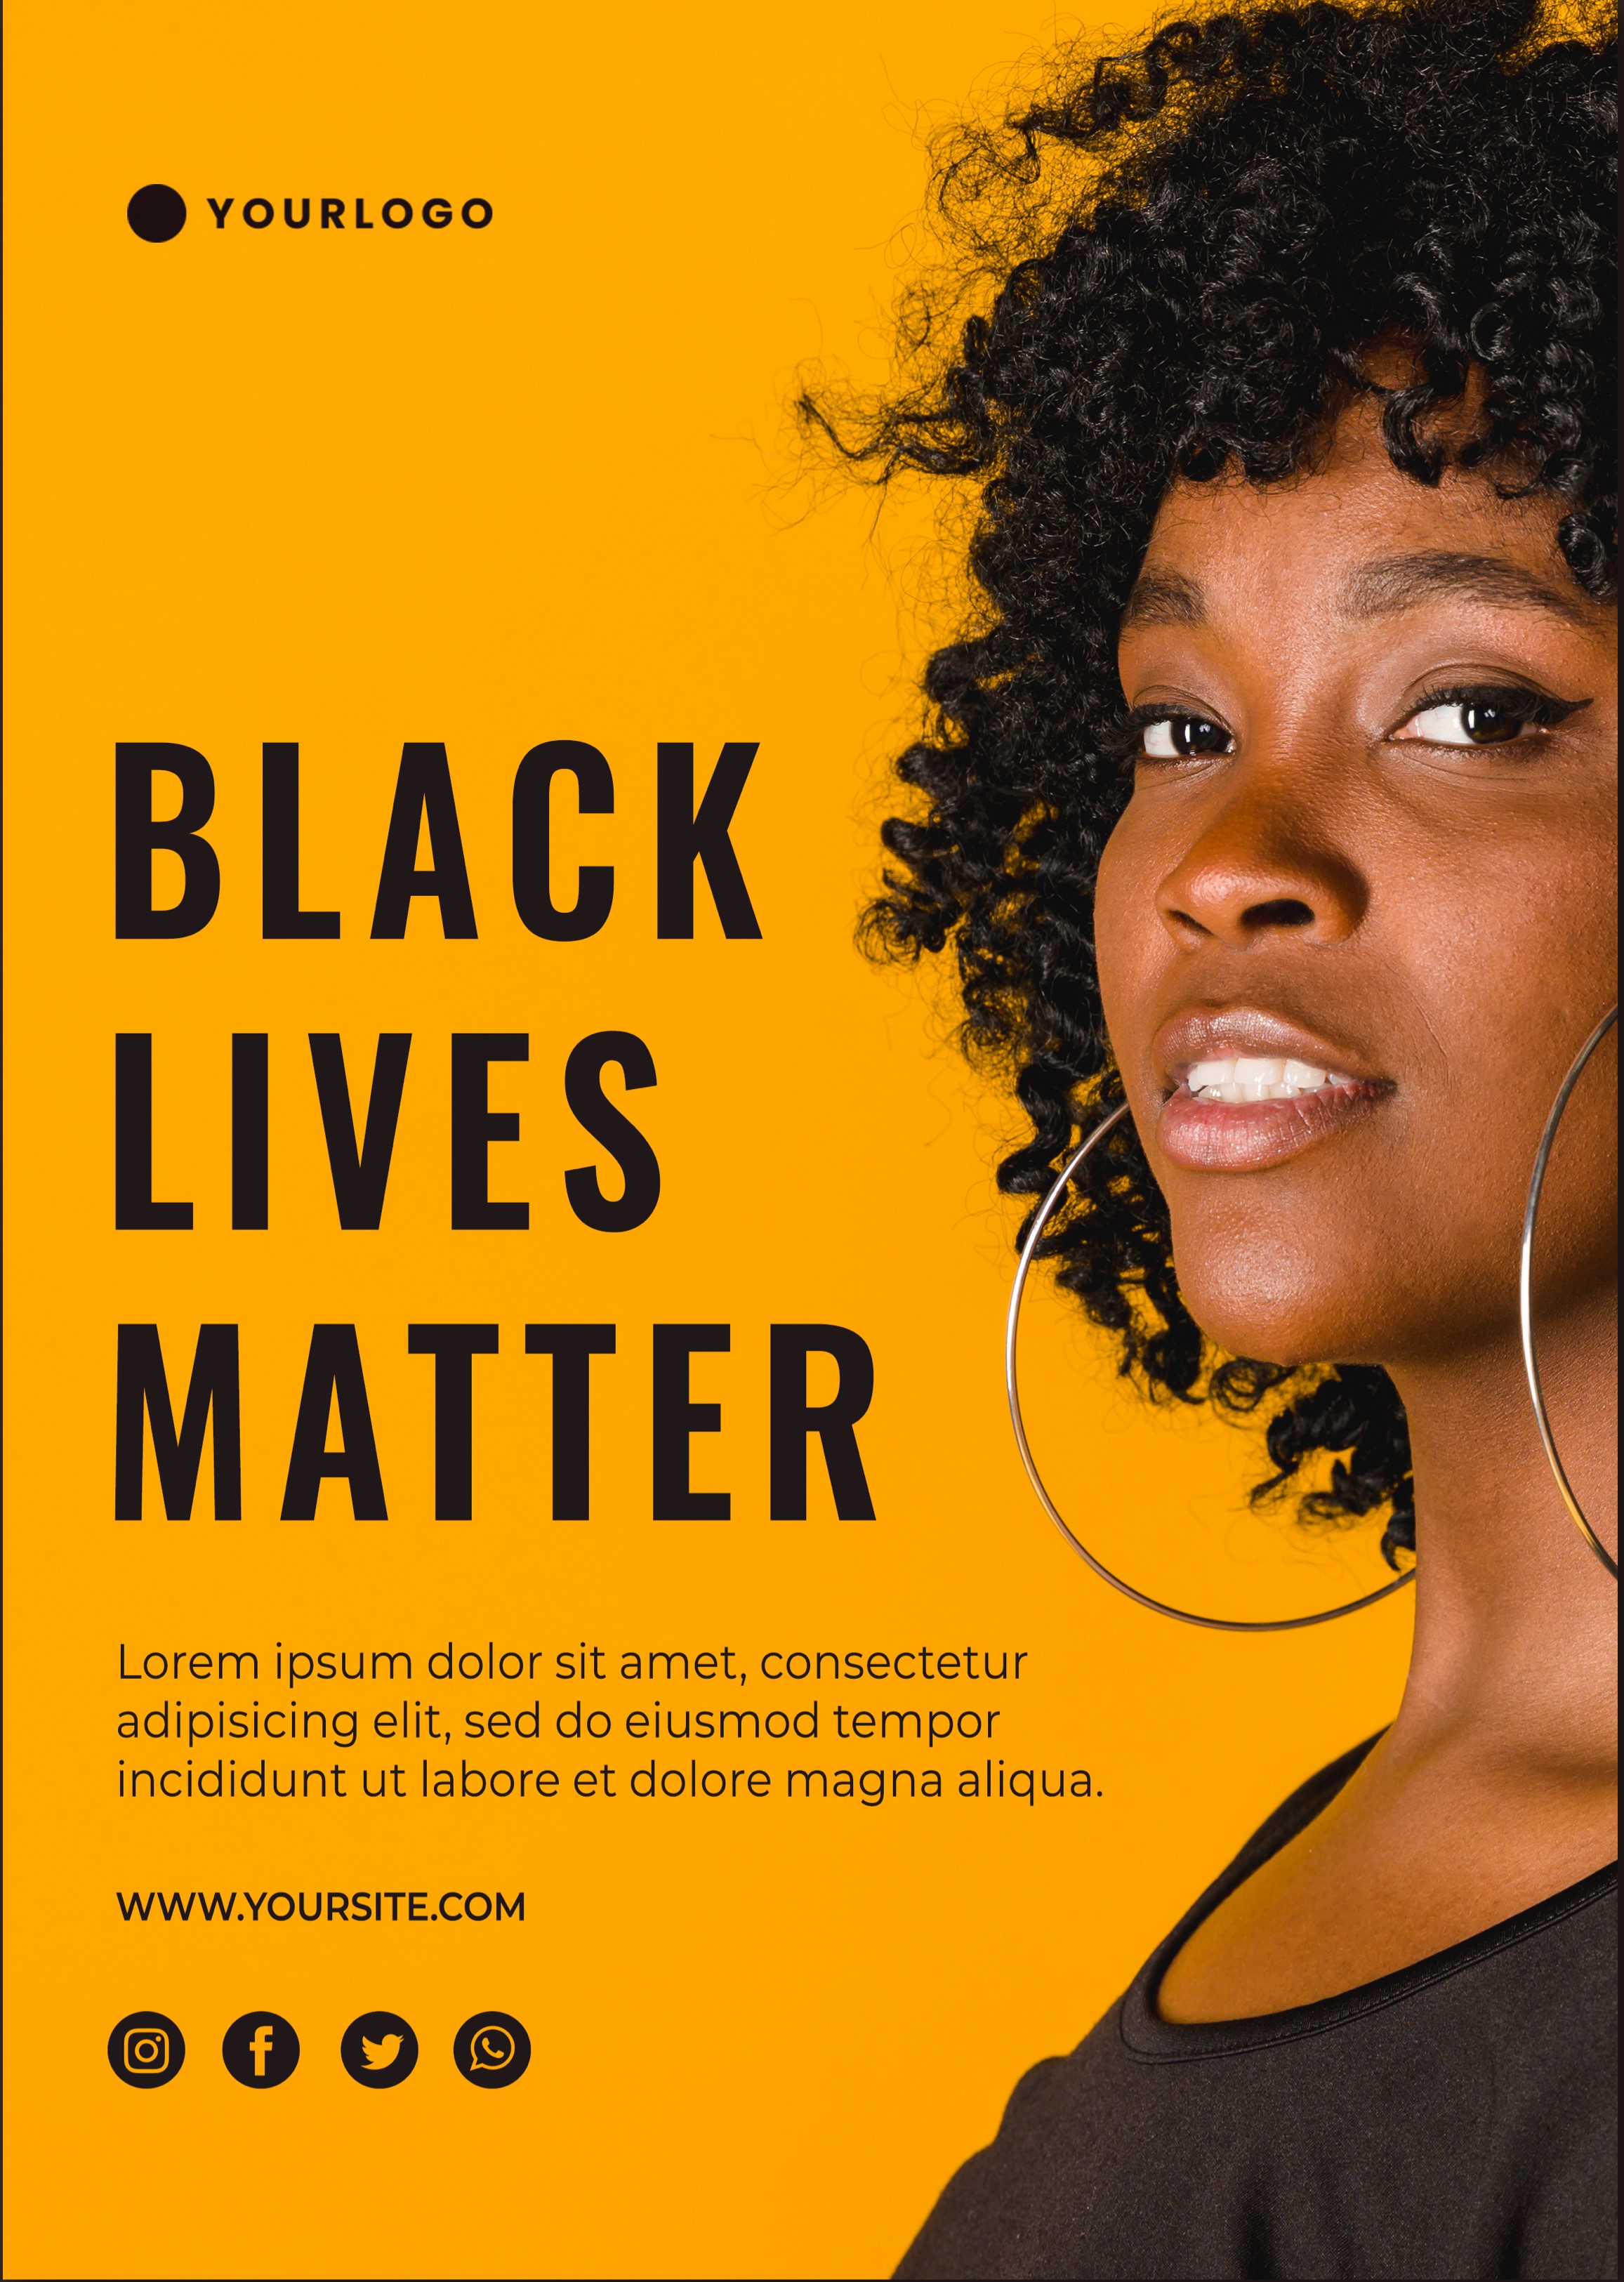 YOURLOGO
BLACK
LIVES
MATTER
Lorem ipsum dolor sit amet, consectetur
adipisicing elit, sed do eiusmod tempor
incididunt ut labore et dolore magna aliqua.
WWW.YOURSITE.COM